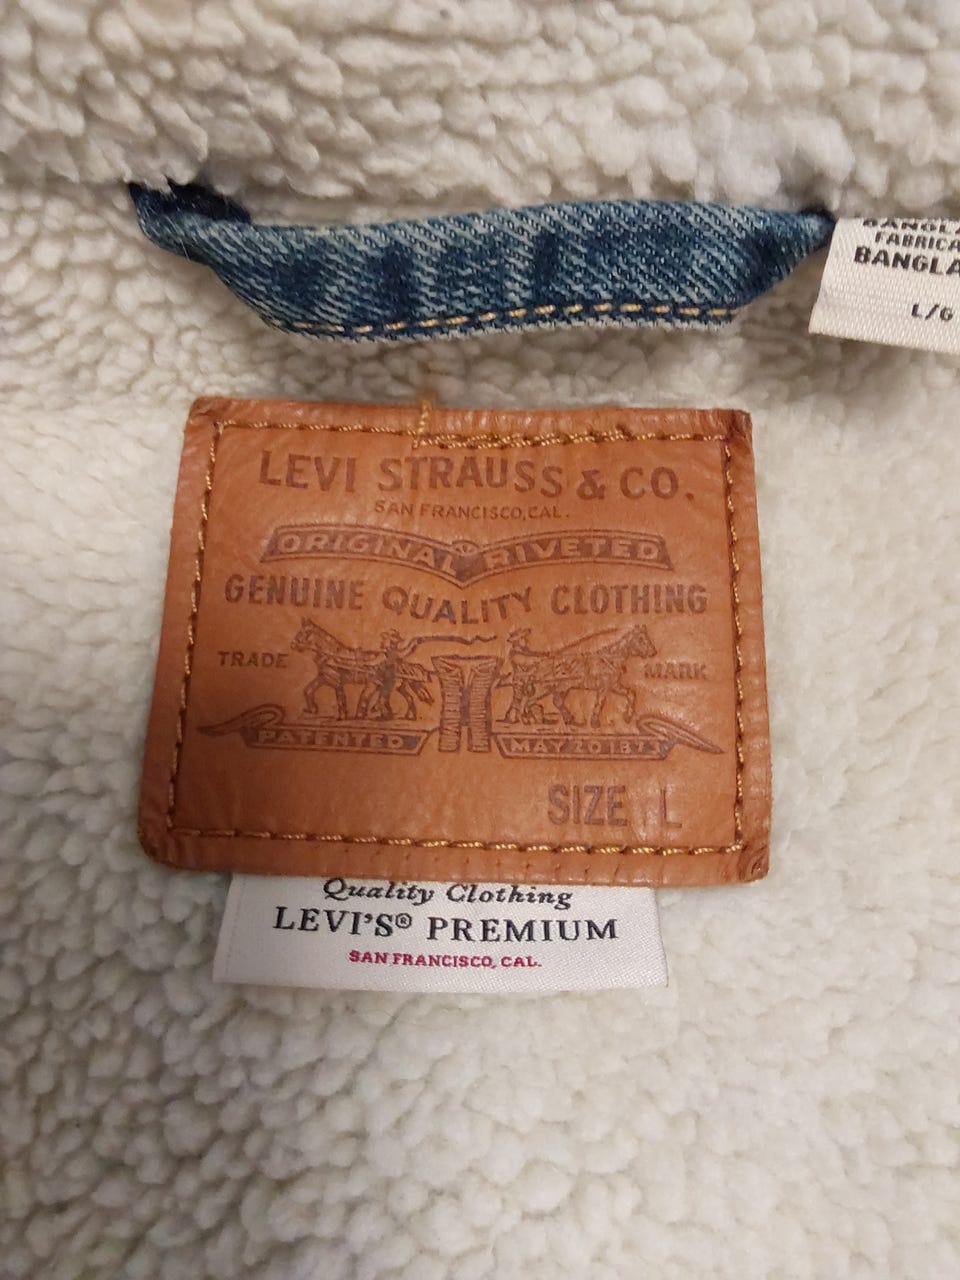 FABRICA
BANGLA
L/G
LEVI STRAUSS & CO.
SAN FRANCISCO, CAL.
ORIGINAL RIVETED
GENUINE QUALITY CLOTHING
TRADE MARK
PATENTED MAY 20 1873
SIZE L
Quality Clothing
LEVI'S® PREMIUM
SAN FRANCISCO, CAL.